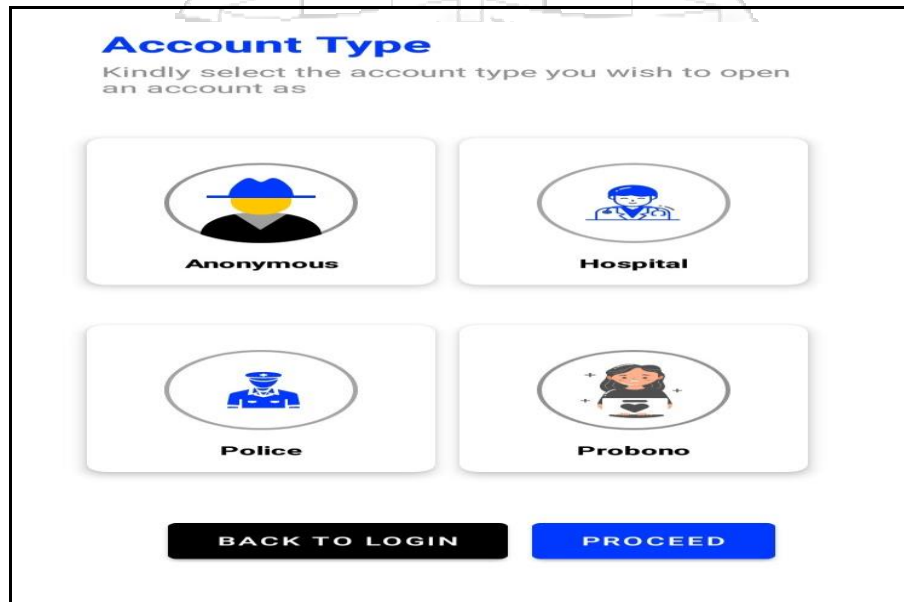 Account Type
Kindly select the account type you wish to open
an account as
Anonymous
Hospital
Police
Probono
BACK TO LOGIN
PROCEED